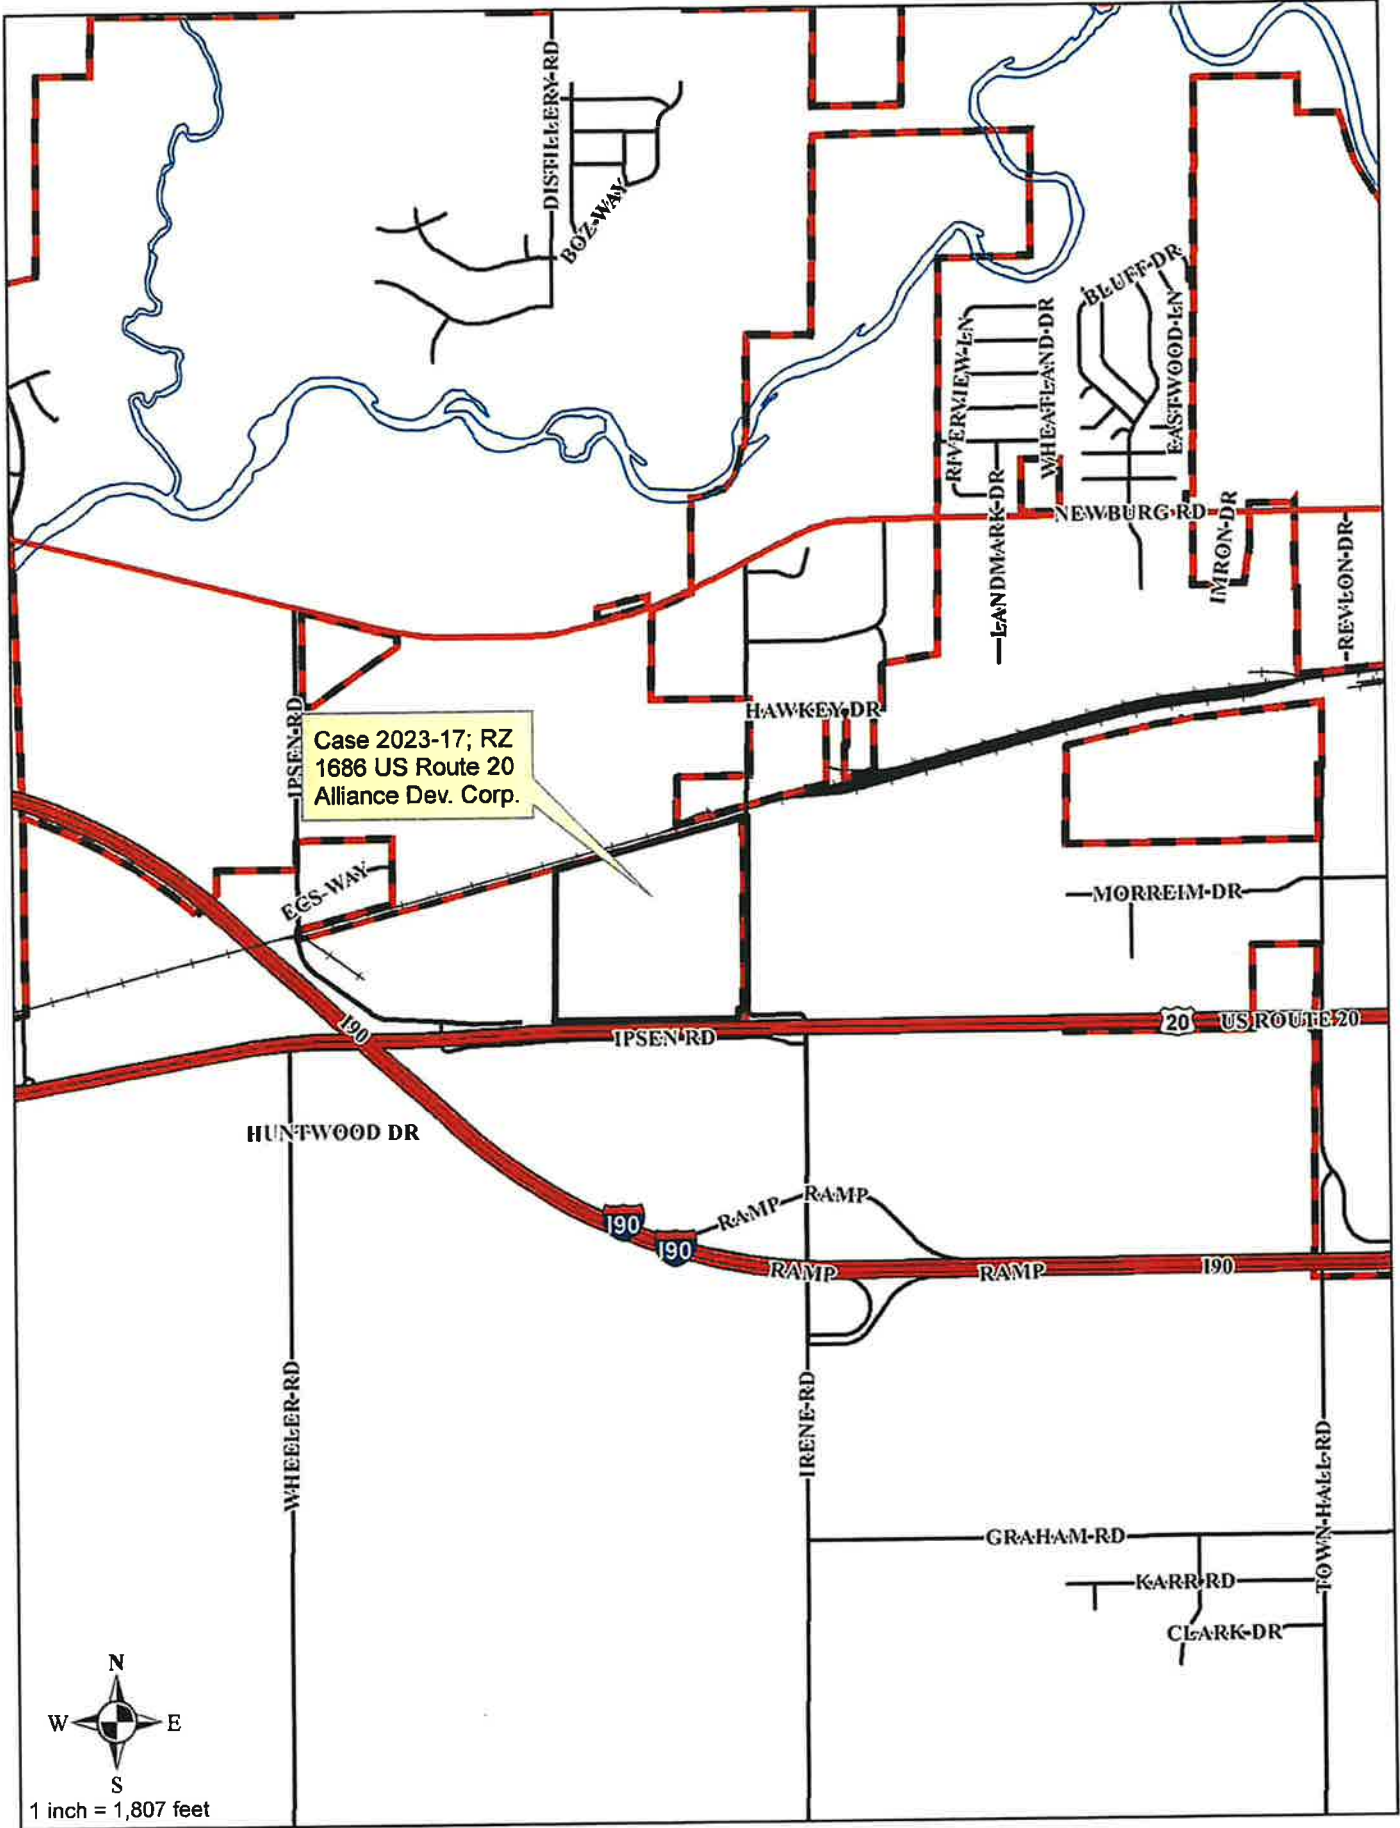 DISTILLERY RD
BOZ WAY
BLUFF DR
RIVERVIEW LN
WHEATLAND DR
EASTWOOD LN
LANDMARK DR
NEWBURG RD
IMRON DR
REVLON DR
IPSEN RD
HAWKEY DR
Case 2023-17; RZ
1686 US Route 20
Alliance Dev. Corp.
ECS WAY
MORREIM DR
I90
IPSEN RD
20
US ROUTE 20
HUNTWOOD DR
RAMP
RAMP
I90
I90
RAMP
RAMP
I90
WHEELER RD
IRENE RD
TOWN HALL RD
GRAHAM RD
KARR RD
CLARK DR
N
W E
S
1 inch = 1,807 feet